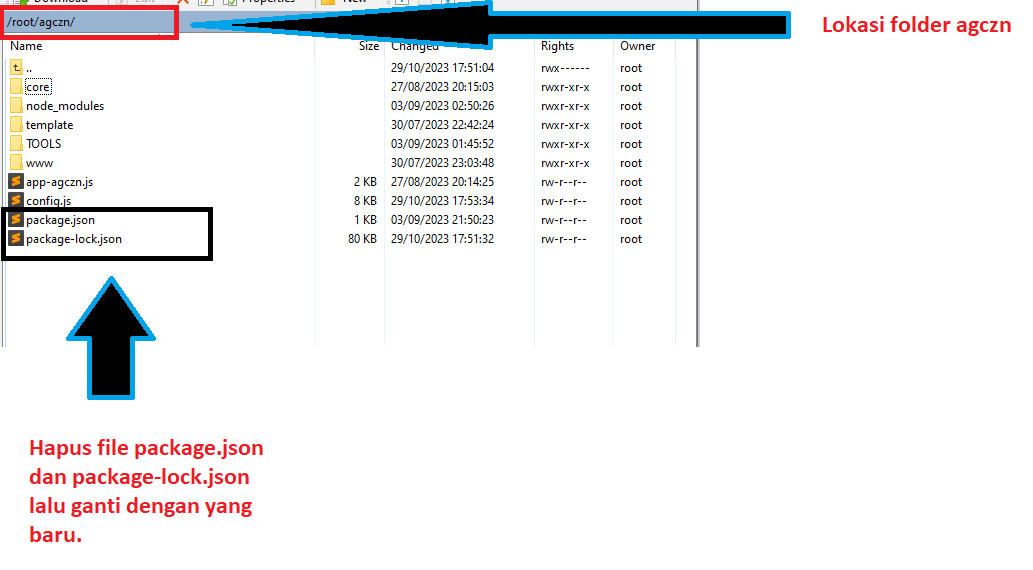 Download Edit Properties New
/root/agczn/
Lokasi folder agczn
Name Size Changed Rights Owner
.. 29/10/2023 17:51:04 rwx------ root
core 27/08/2023 20:15:03 rwxr-xr-x root
node_modules 03/09/2023 02:50:26 rwxr-xr-x root
template 30/07/2023 22:42:24 rwxr-xr-x root
TOOLS 03/09/2023 01:45:52 rwxr-xr-x root
www 30/07/2023 23:03:48 rwxr-xr-x root
app-agczn.js 2 KB 27/08/2023 20:14:25 rw-r--r-- root
config.js 8 KB 29/10/2023 17:53:34 rw-r--r-- root
package.json 1 KB 03/09/2023 21:50:23 rw-r--r-- root
package-lock.json 80 KB 29/10/2023 17:51:32 rw-r--r-- root
Hapus file package.json
dan package-lock.json
lalu ganti dengan yang
baru.